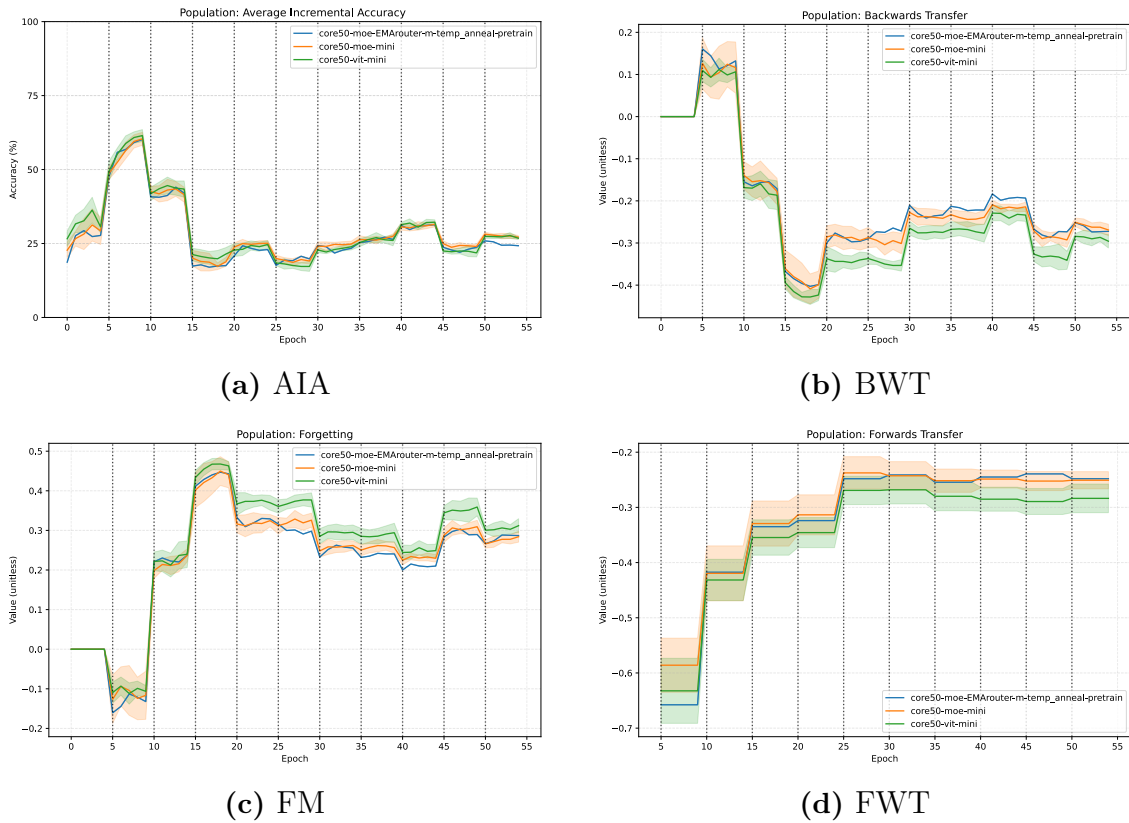 Population: Average Incremental Accuracy
core50-moe-EMArouter-m-temp_anneal-pretrain
core50-moe-mini
core50-vit-mini
Accuracy (%)
100
75
50
25
0
0 5 10 15 20 25 30 35 40 45 50 55
Epoch
(a) AIA
Population: Backwards Transfer
core50-moe-EMArouter-m-temp_anneal-pretrain
core50-moe-mini
core50-vit-mini
Value (unitless)
0.2
0.1
0.0
−0.1
−0.2
−0.3
−0.4
0 5 10 15 20 25 30 35 40 45 50 55
Epoch
(b) BWT
Population: Forgetting
core50-moe-EMArouter-m-temp_anneal-pretrain
core50-moe-mini
core50-vit-mini
Value (unitless)
0.5
0.4
0.3
0.2
0.1
0.0
−0.1
−0.2
0 5 10 15 20 25 30 35 40 45 50 55
Epoch
(c) FM
Population: Forwards Transfer
Value (unitless)
−0.2
−0.3
−0.4
−0.5
−0.6
−0.7
core50-moe-EMArouter-m-temp_anneal-pretrain
core50-moe-mini
core50-vit-mini
5 10 15 20 25 30 35 40 45 50 55
Epoch
(d) FWT